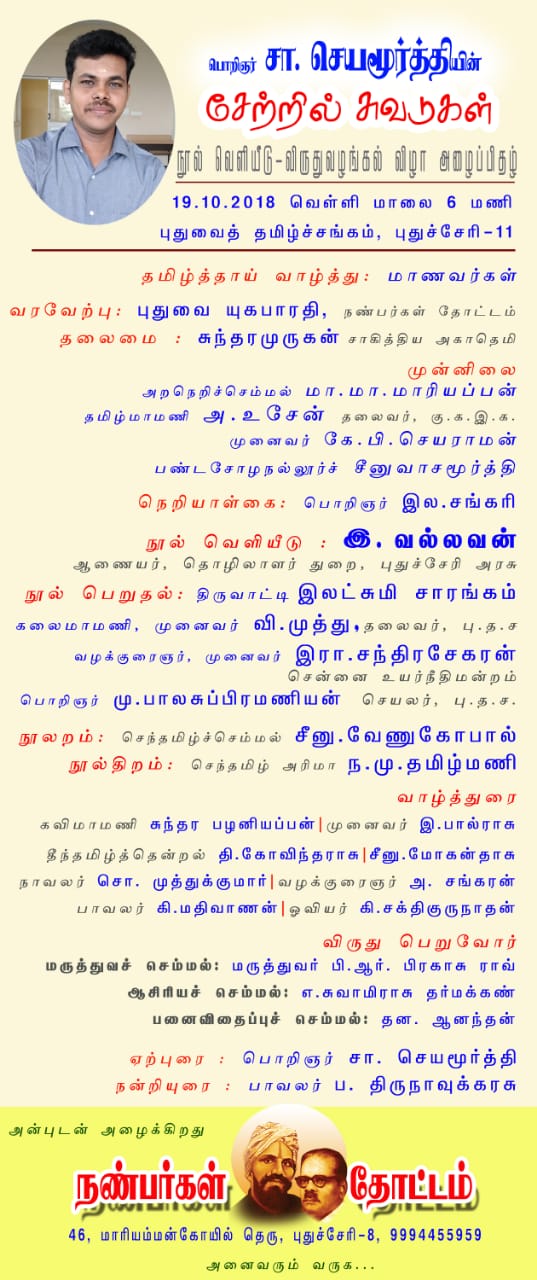 பொறிஞர் சா. செயமூர்த்தியின்
சேற்றில் சுவடுகள்
நூல் வெளியீடு-விருதுவழங்கல் விழா அழைப்பிதழ்
19.10.2018 வெள்ளி மாலை 6 மணி
புதுவைத் தமிழ்ச்சங்கம், புதுச்சேரி-11
தமிழ்த்தாய் வாழ்த்து: மாணவர்கள்
வரவேற்பு: புதுவை யுகபாரதி, நண்பர்கள் தோட்டம்
தலைமை : சுந்தரமுருகன் சாகித்திய அகாதெமி
முன்னிலை
அறநெறிச்செம்மல் மா.மா.மாரியப்பன்
தமிழ்மாமணி அ.உசேன் தலைவர், கு.க.இ.க.
முனைவர் கே.பி.செயராமன்
பண்டசோழநல்லூர்ச் சீனுவாசமூர்த்தி
நெறியாள்கை: பொறிஞர் இல.சங்கரி
நூல் வெளியீடு : இ. வல்லவன்
ஆணையர், தொழிலாளர் துறை, புதுச்சேரி அரசு
நூல் பெறுதல்: திருவாட்டி இலட்சுமி சாரங்கம்
கலைமாமணி, முனைவர் வி.முத்து,தலைவர், பு.த.ச
வழக்குரைஞர், முனைவர் இரா.சந்திரசேகரன்
சென்னை உயர்நீதிமன்றம்
பொறிஞர் மு.பாலசுப்பிரமணியன் செயலர், பு.த.ச.
நூலறம்: செந்தமிழ்ச்செம்மல் சீனு.வேணுகோபால்
நூல்திறம்: செந்தமிழ் அரிமா ந.மு.தமிழ்மணி
வாழ்த்துரை
கவிமாமணி சுந்தர பழனியப்பன்|முனைவர் இ.பால்ராசு
தீந்தமிழ்த்தென்றல் தி.கோவிந்தராசு|சீனு.மோகன்தாசு
நாவலர் சொ. முத்துக்குமார்|வழக்குரைஞர் அ. சங்கரன்
பாவலர் கி.மதிவாணன்|ஓவியர் கி.சக்திகுருநாதன்
விருது பெறுவோர்
மருத்துவச் செம்மல்: மருத்துவர் பி.ஆர். பிரகாசு ராவ்
ஆசிரியச் செம்மல்: எ.சுவாமிராசு தர்மக்கண்
பனைவிதைப்புச் செம்மல்: தன. ஆனந்தன்
ஏற்புரை : பொறிஞர் சா. செயமூர்த்தி
நன்றியுரை : பாவலர் ப. திருநாவுக்கரசு
அன்புடன் அழைக்கிறது
நண்பர்கள் தோட்டம்
46, மாரியம்மன்கோயில் தெரு, புதுச்சேரி-8, 9994455959
அனைவரும் வருக...